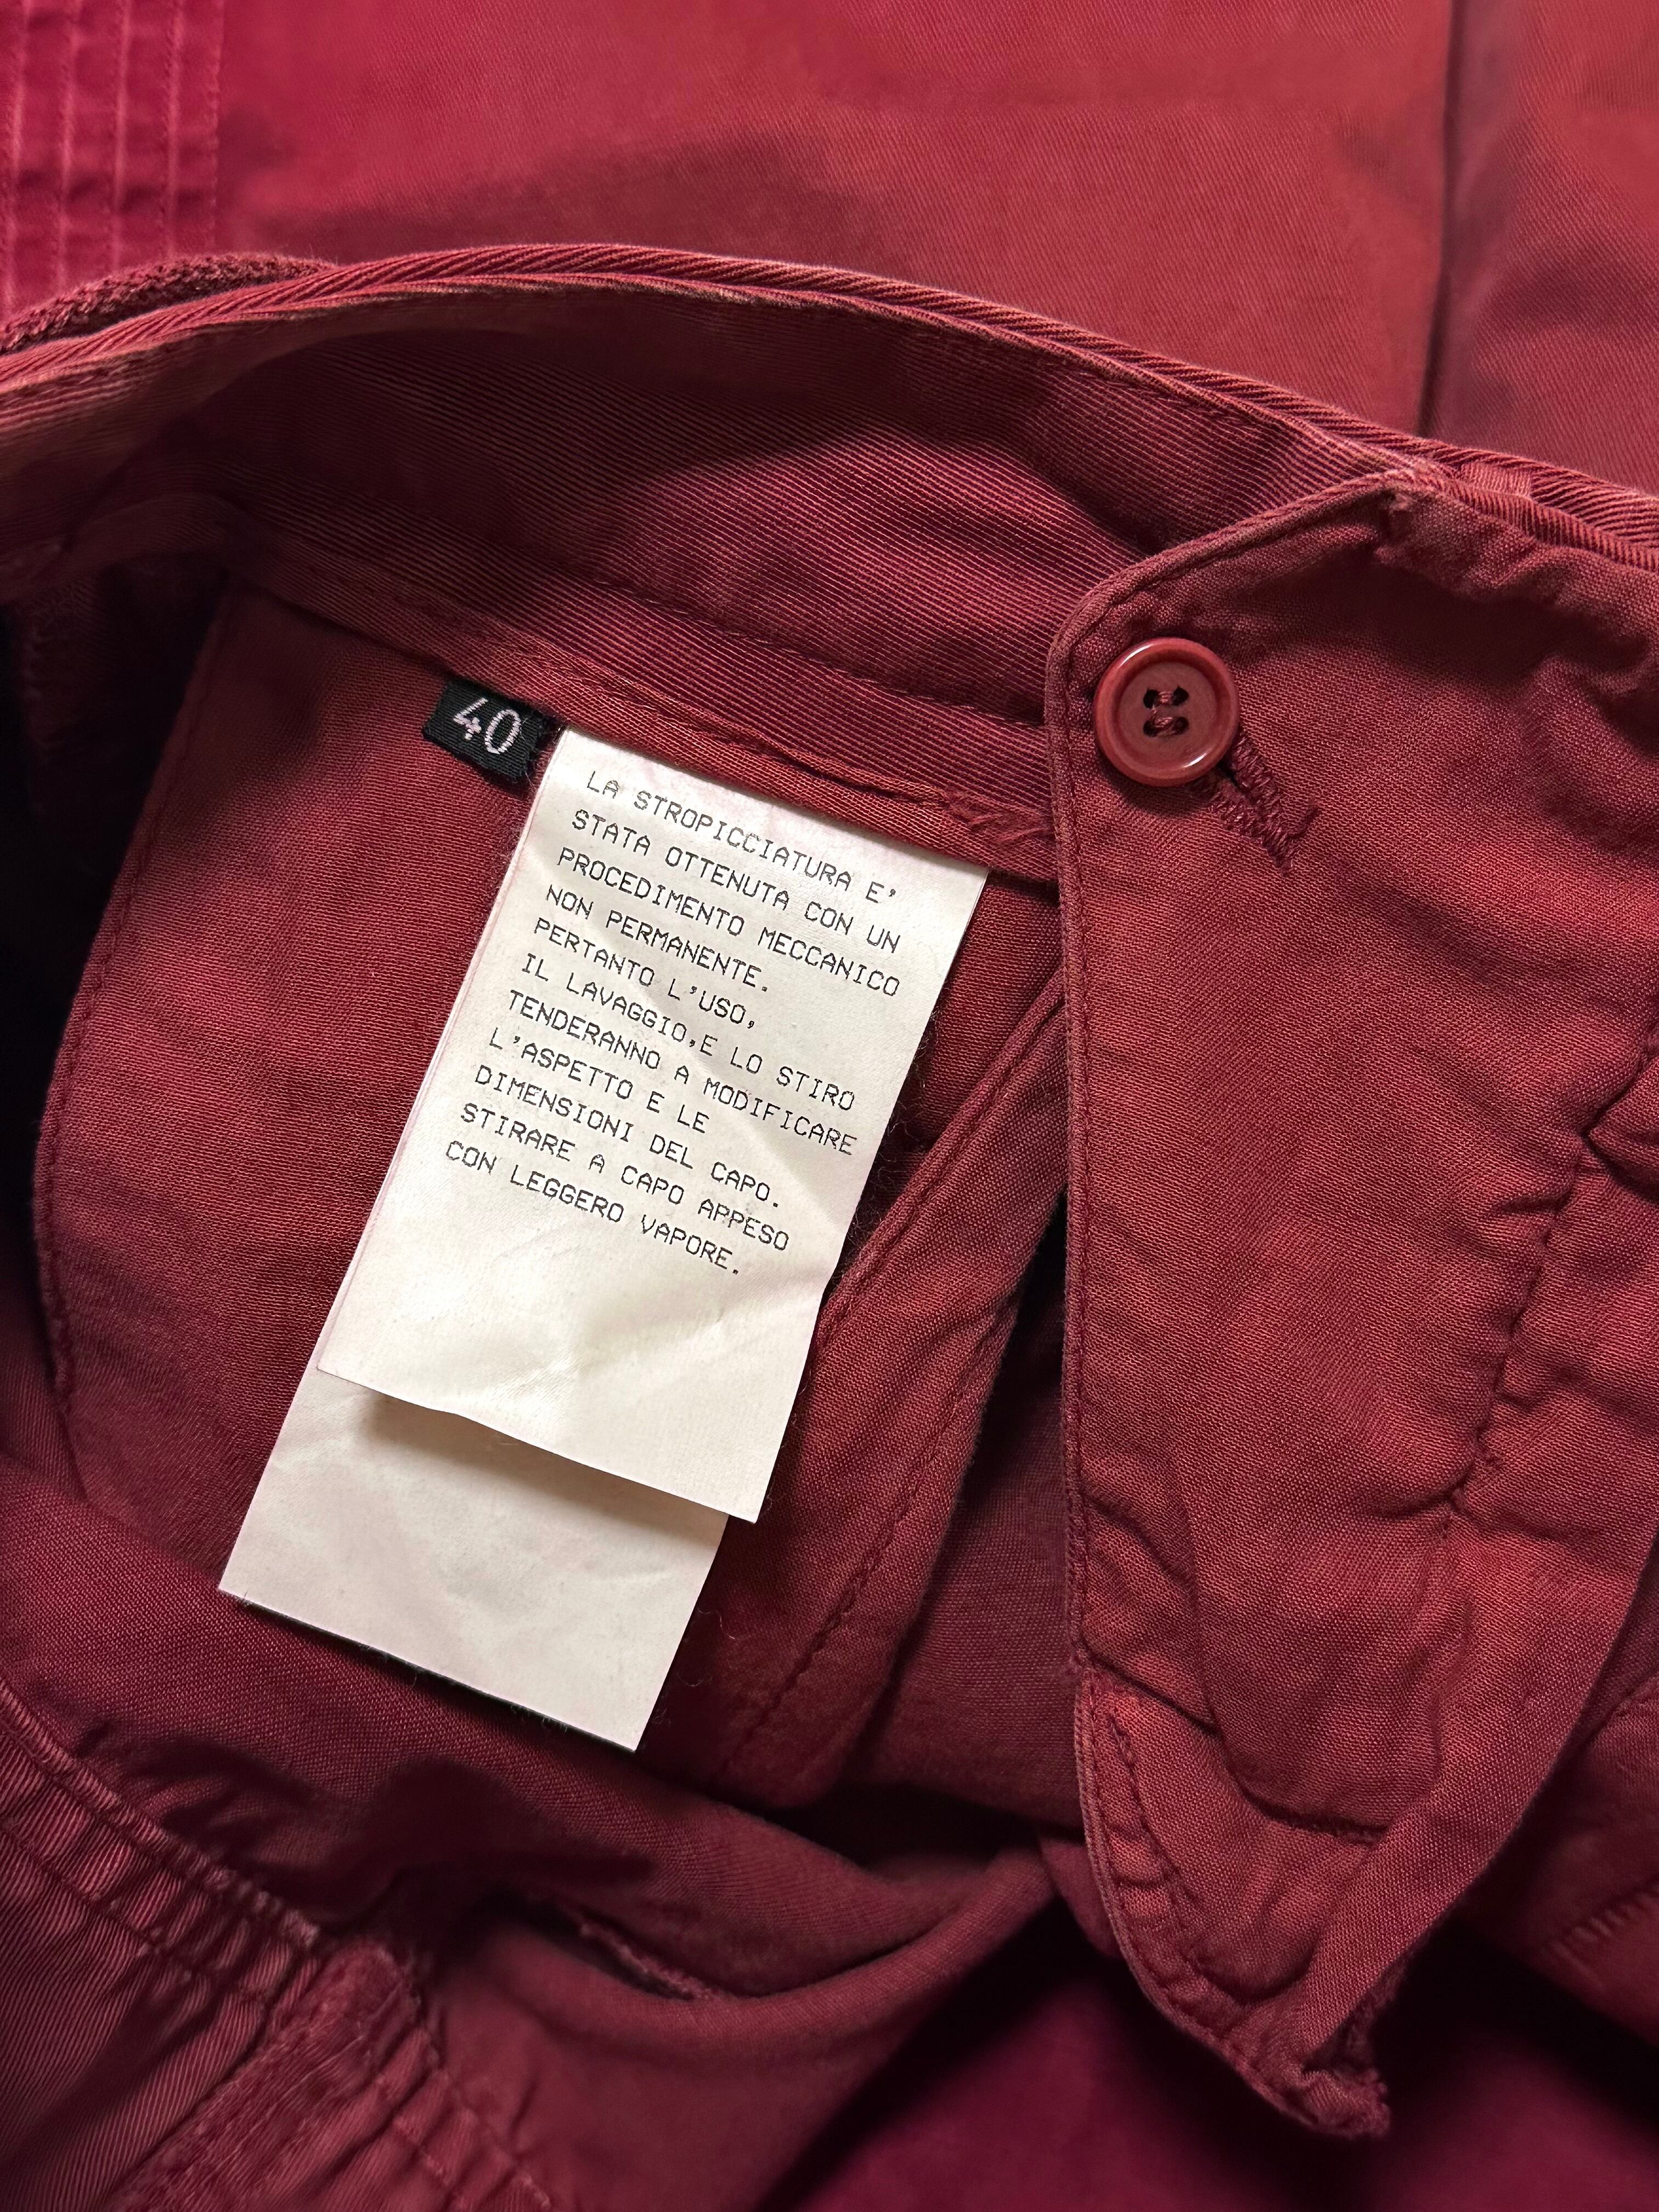 40
LA STROPICCIATURA E'
STATA OTTENUTA CON UN
PROCEDIMENTO MECCANICO
NON PERMANENTE.
PERTANTO L'USO,
IL LAVAGGIO,E LO STIRO
TENDERANNO A MODIFICARE
L'ASPETTO E LE
DIMENSIONI DEL CAPO.
STIRARE A CAPO APPESO
CON LEGGERO VAPORE.